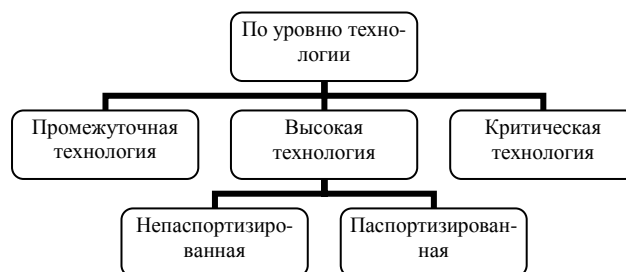 По уровню техно-
логии
Промежуточная
технология
Высокая
технология
Критическая
технология
Непаспортизиро-
ванная
Паспортизирован-
ная